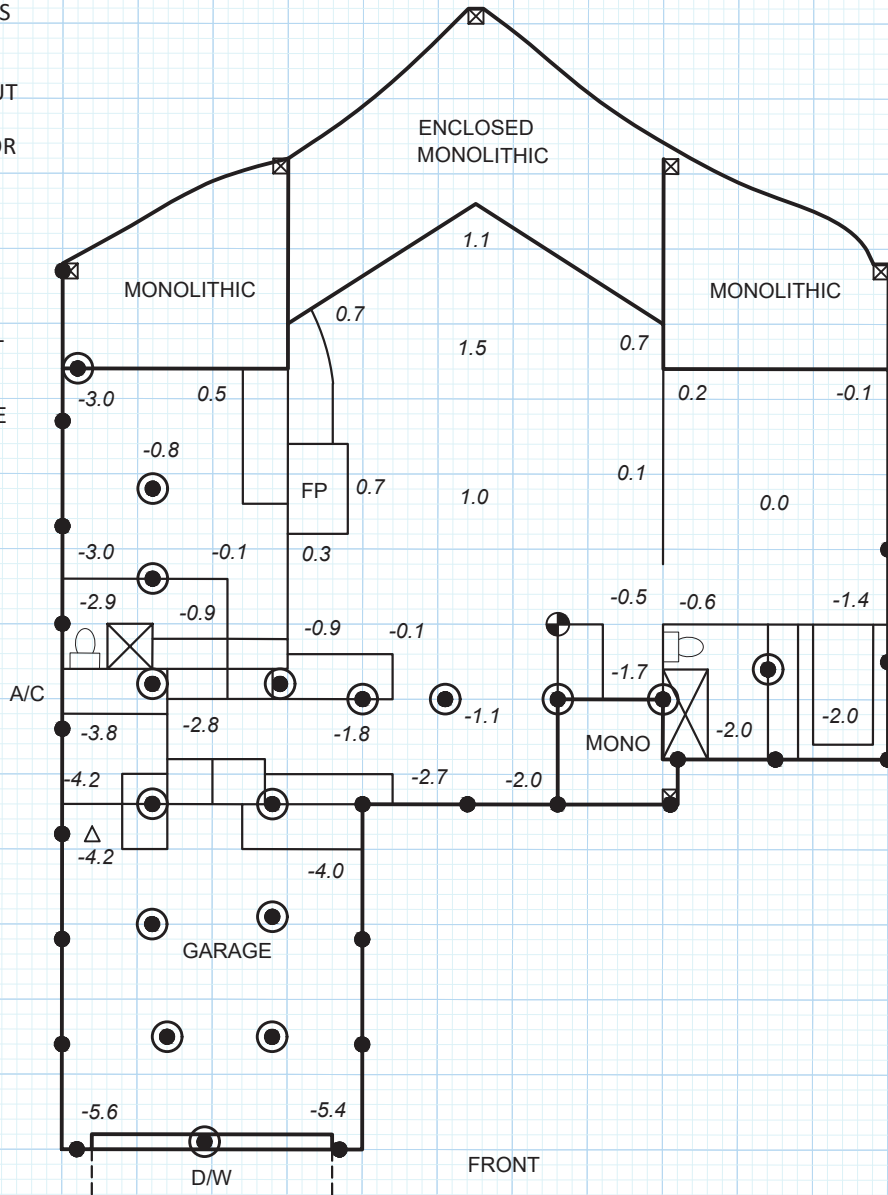 S
UT
OR
ENCLOSED
MONOLITHIC
1.1
MONOLITHIC
MONOLITHIC
0.7
1.5
0.7
-3.0
0.5
0.2
-0.1
E
-0.8
FP
0.7
1.0
0.1
0.0
-3.0
-0.1
0.3
-2.9
-0.9
-0.9
-0.1
-0.5
-0.6
-1.4
-1.7
A/C
-3.8
-2.8
-1.8
-1.1
MONO
-2.0
-2.0
-4.2
-2.7
-2.0
-4.2
-4.0
GARAGE
-5.6
-5.4
D/W
FRONT